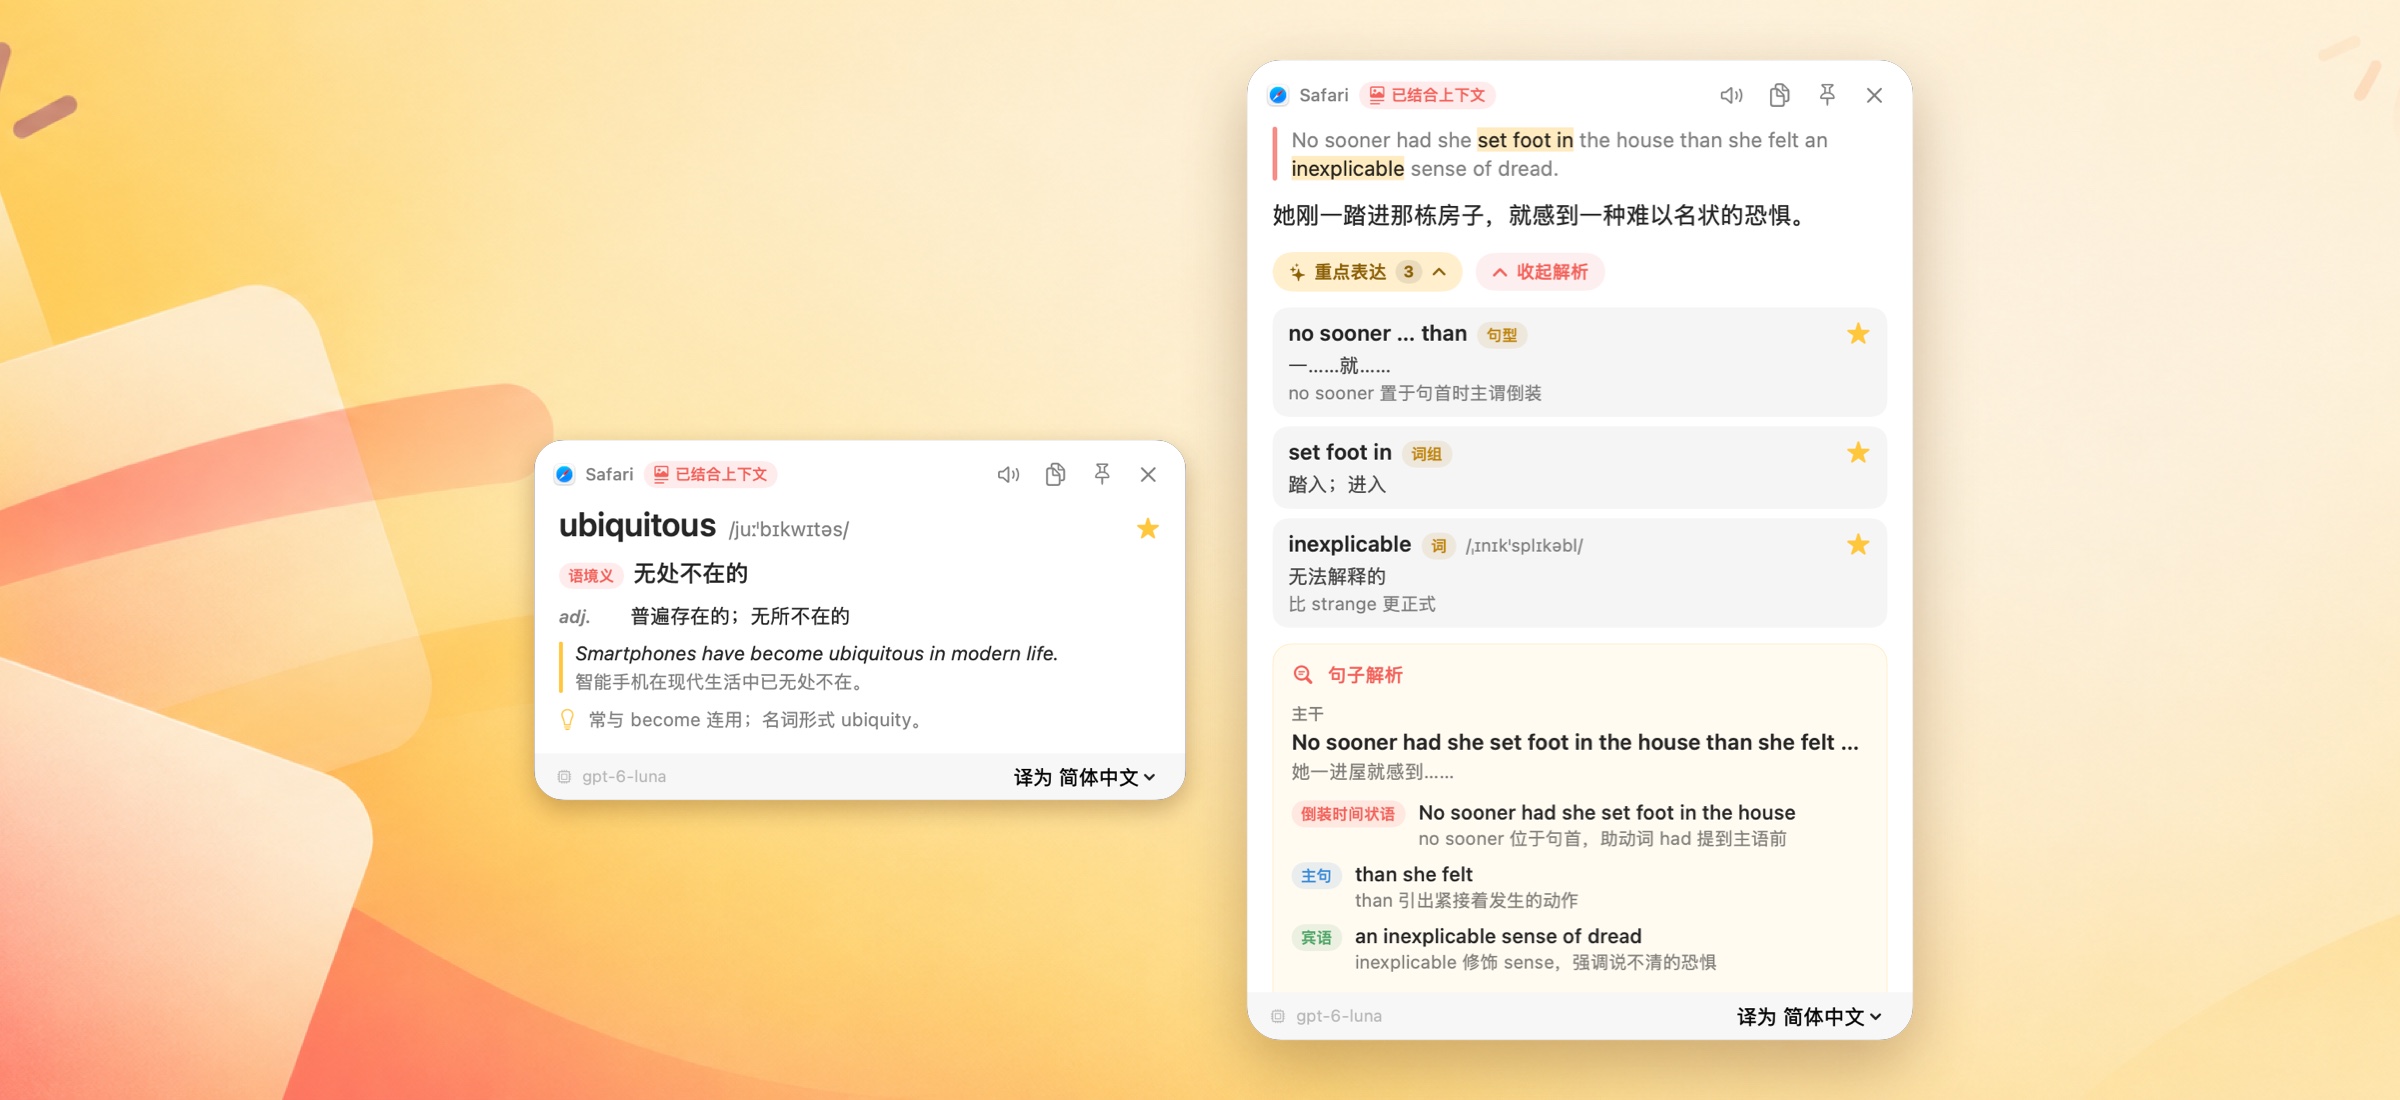 Safari 已结合上下文
ubiquitous /juːˈbɪkwɪtəs/
语境义 无处不在的
adj. 普遍存在的；无所不在的
Smartphones have become ubiquitous in modern life.
智能手机在现代生活中已无处不在。
常与 become 连用；名词形式 ubiquity。
gpt-6-luna 译为 简体中文
Safari 已结合上下文
No sooner had she set foot in the house than she felt an
inexplicable sense of dread.
她刚一踏进那栋房子，就感到一种难以名状的恐惧。
重点表达 3 收起解析
no sooner ... than 句型
一……就……
no sooner 置于句首时主谓倒装
set foot in 词组
踏入；进入
inexplicable 词 /ˌɪnɪkˈsplɪkəbl/
无法解释的
比 strange 更正式
句子解析
主干
No sooner had she set foot in the house than she felt ...
她一进屋就感到……
倒装时间状语 No sooner had she set foot in the house
no sooner 位于句首，助动词 had 提到主语前
主句 than she felt
than 引出紧接着发生的动作
宾语 an inexplicable sense of dread
inexplicable 修饰 sense，强调说不清的恐惧
gpt-6-luna 译为 简体中文